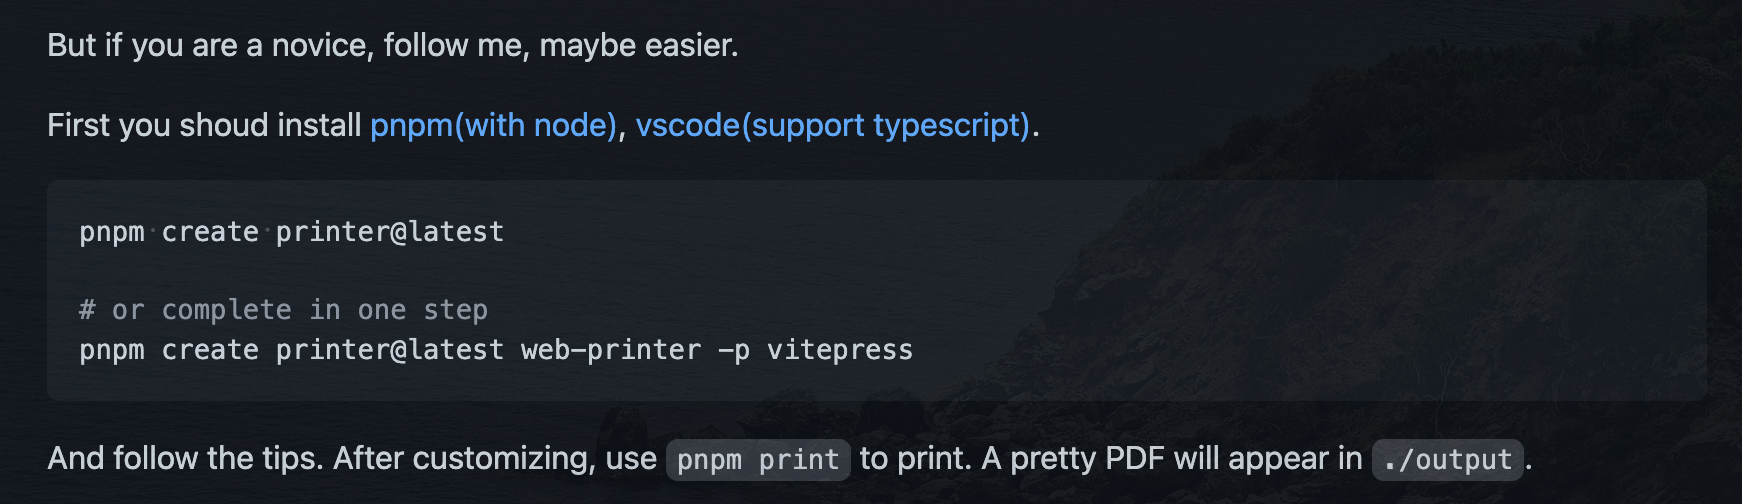 But if you are a novice, follow me, maybe easier.
First you shoud install pnpm(with node), vscode(support typescript).
pnpm create printer@latest
# or complete in one step
pnpm create printer@latest web-printer -p vitepress
And follow the tips. After customizing, use pnpm print to print. A pretty PDF will appear in ./output.